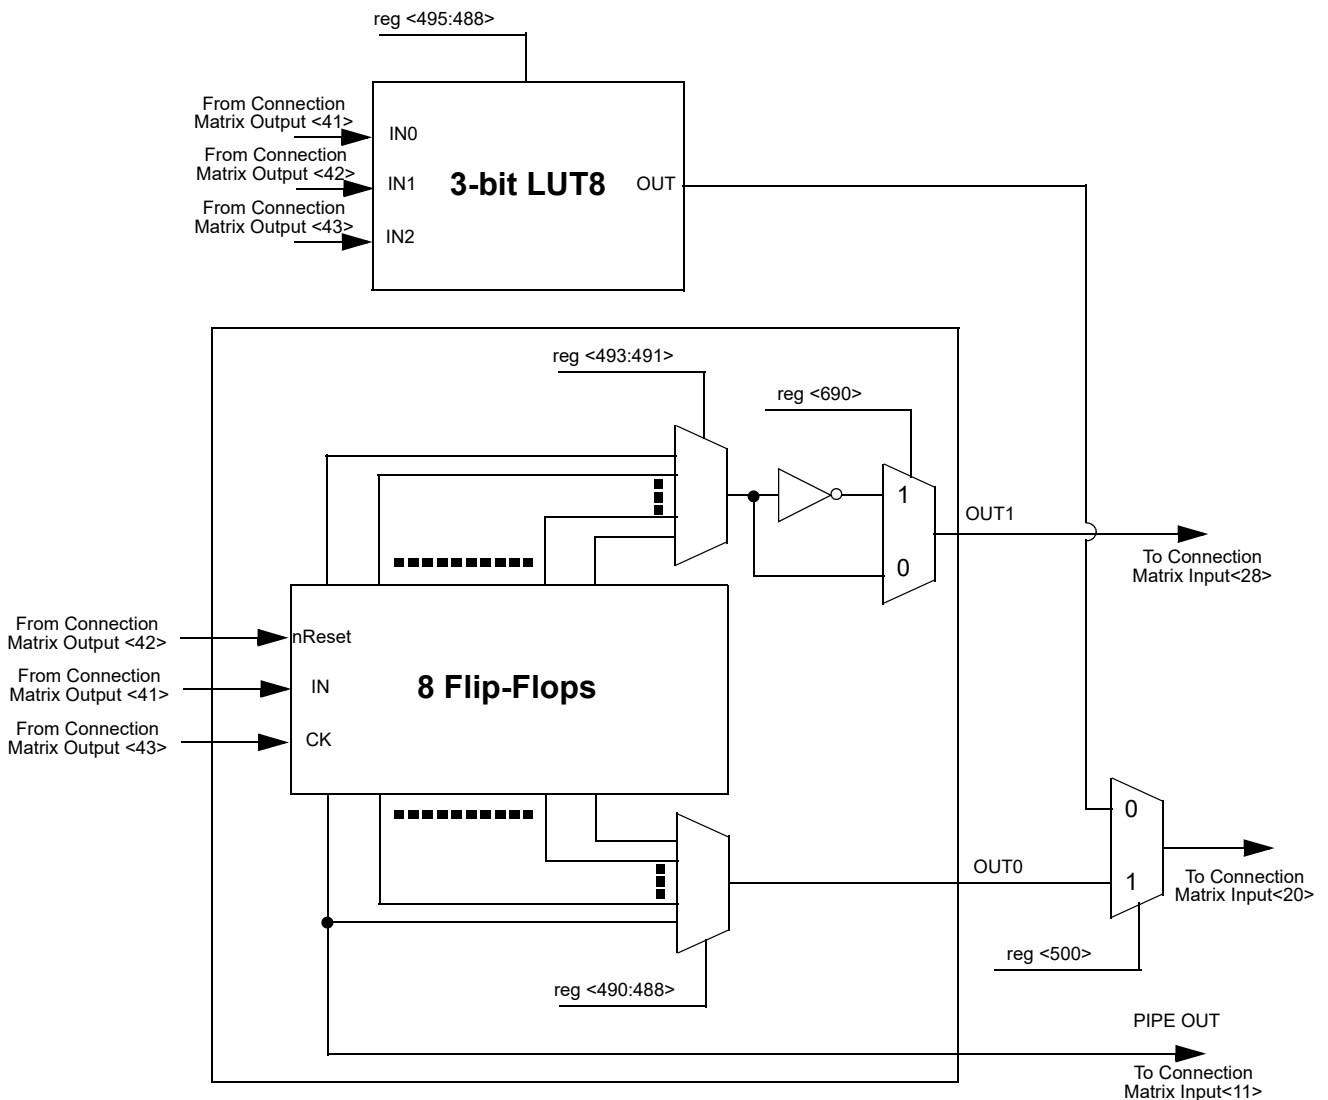 reg <495:488>
From Connection
Matrix Output <41>
IN0
From Connection
Matrix Output <42>
IN1
3-bit LUT8
OUT
From Connection
Matrix Output <43>
IN2
reg <493:491>
reg <690>
1
OUT1
0
To Connection
Matrix Input<28>
From Connection
Matrix Output <42>
nReset
From Connection
Matrix Output <41>
IN
8 Flip-Flops
From Connection
Matrix Output <43>
CK
0
OUT0
1
To Connection
Matrix Input<20>
reg <500>
reg <490:488>
PIPE OUT
To Connection
Matrix Input<11>